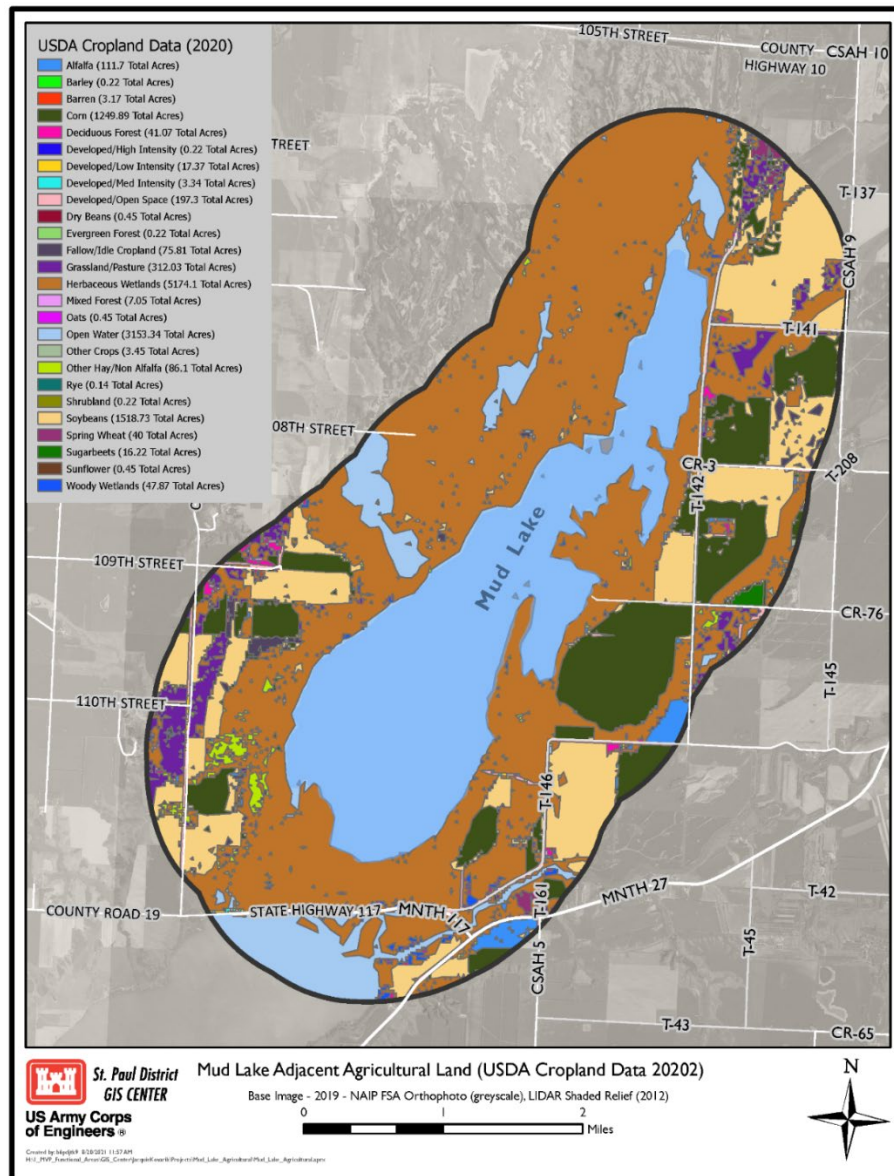 USDA Cropland Data (2020)
Alfalfa (111.7 Total Acres)
Barley (0.22 Total Acres)
Barren (3.17 Total Acres)
Corn (1249.89 Total Acres)
Deciduous Forest (41.07 Total Acres)
Developed/High Intensity (0.22 Total Acres)
Developed/Low Intensity (17.37 Total Acres)
Developed/Med Intensity (3.34 Total Acres)
Developed/Open Space (197.3 Total Acres)
Dry Beans (0.45 Total Acres)
Evergreen Forest (0.22 Total Acres)
Fallow/Idle Cropland (75.81 Total Acres)
Grassland/Pasture (312.03 Total Acres)
Herbaceous Wetlands (5174.1 Total Acres)
Mixed Forest (7.05 Total Acres)
Oats (0.45 Total Acres)
Open Water (3153.34 Total Acres)
Other Crops (3.45 Total Acres)
Other Hay/Non Alfalfa (86.1 Total Acres)
Rye (0.14 Total Acres)
Shrubland (0.22 Total Acres)
Soybeans (1518.73 Total Acres)
Spring Wheat (40 Total Acres)
Sugarbeets (16.22 Total Acres)
Sunflower (0.45 Total Acres)
Woody Wetlands (47.87 Total Acres)
105TH STREET
COUNTY
HIGHWAY 10
CSAH 10
REET
T-137
CSAH 9
T-141
08TH STREET
CR-3
T-142
T-208
Mud Lake
109TH STREET
CR-76
T-145
110TH STREET
T-146
COUNTY ROAD 19
STATE HIGHWAY 117
MNTH 117
T-161
MNTH 27
T-42
T-45
CSAH 5
T-43
CR-65
St. Paul District
GIS CENTER
US Army Corps
of Engineers ®
Mud Lake Adjacent Agricultural Land (USDA Cropland Data 20202)
Base Image - 2019 - NAIP FSA Orthophoto (greyscale), LIDAR Shaded Relief (2012)
0 1 2
Miles
N